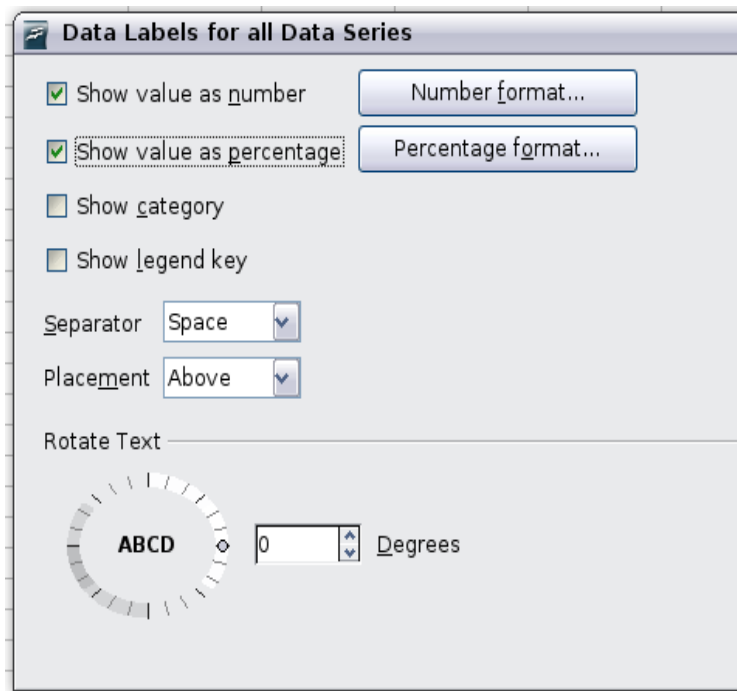 Data Labels for all Data Series
Show value as number Number format...
Show value as percentage Percentage format...
Show category
Show legend key
Separator Space
Placement Above
Rotate Text
ABCD 0 Degrees